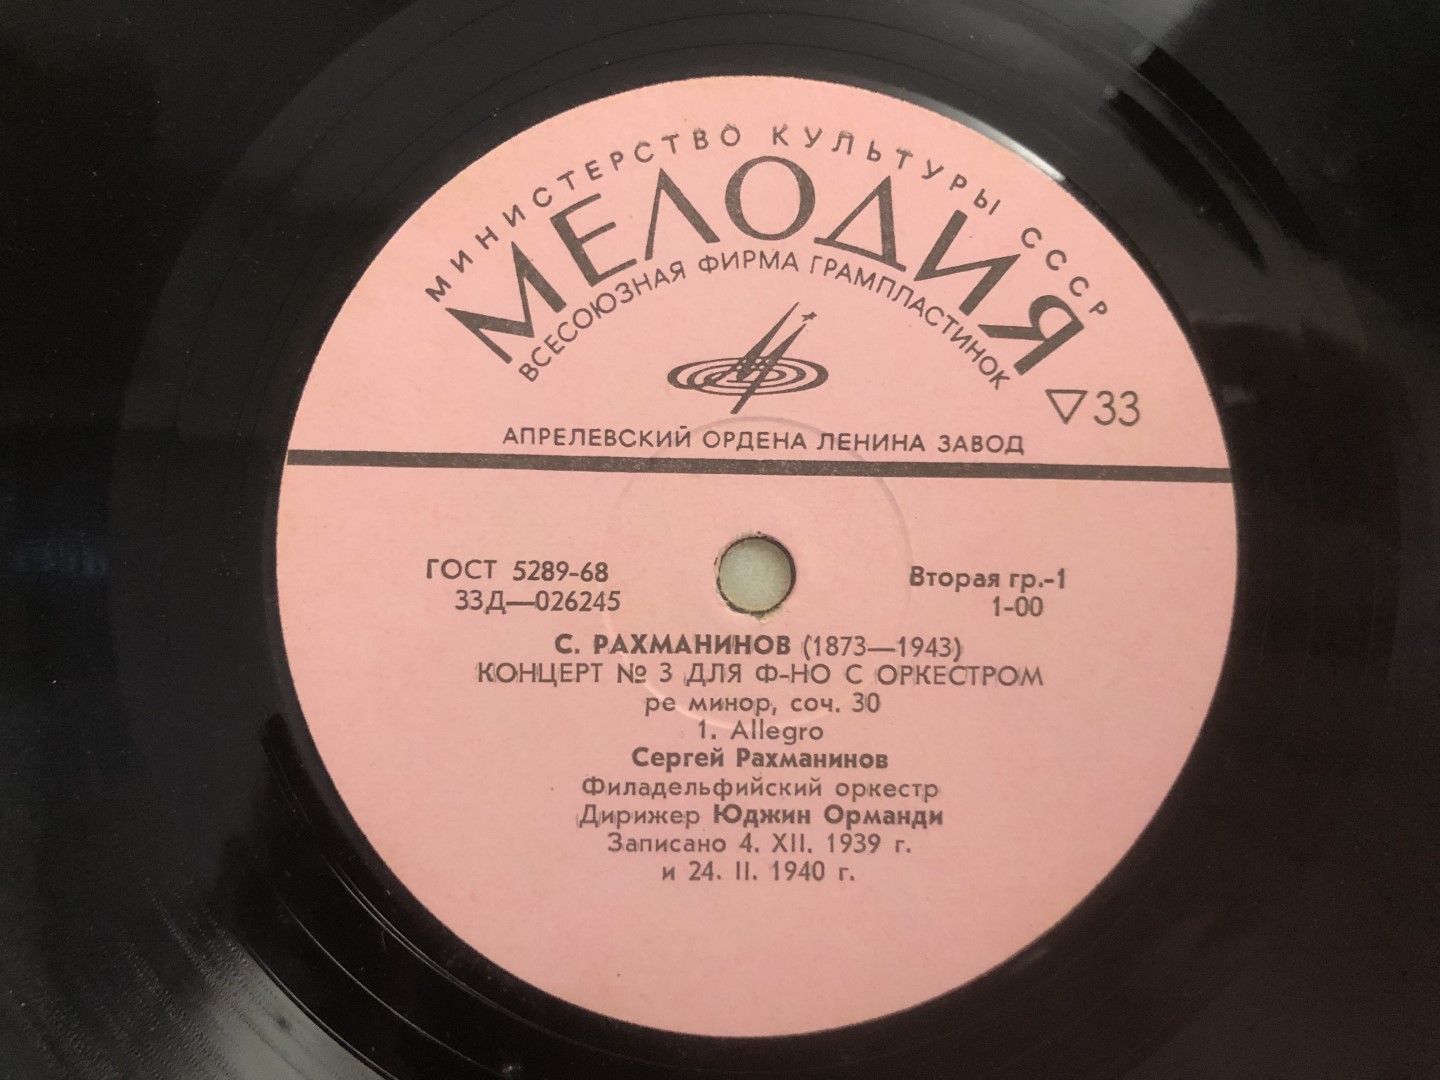 МИНИСТЕРСТВО КУЛЬТУРЫ СССР
МЕЛОДИЯ
ВСЕСОЮЗНАЯ ФИРМА ГРАМПЛАСТИНОК
▽33
АПРЕЛЕВСКИЙ ОРДЕНА ЛЕНИНА ЗАВОД
ГОСТ 5289-68
33Д—026245
Вторая гр.-1
1-00
С. РАХМАНИНОВ (1873—1943)
КОНЦЕРТ № 3 ДЛЯ Ф-НО С ОРКЕСТРОМ
ре минор, соч. 30
1. Allegro
Сергей Рахманинов
Филадельфийский оркестр
Дирижер Юджин Орманди
Записано 4. XII. 1939 г.
и 24. II. 1940 г.